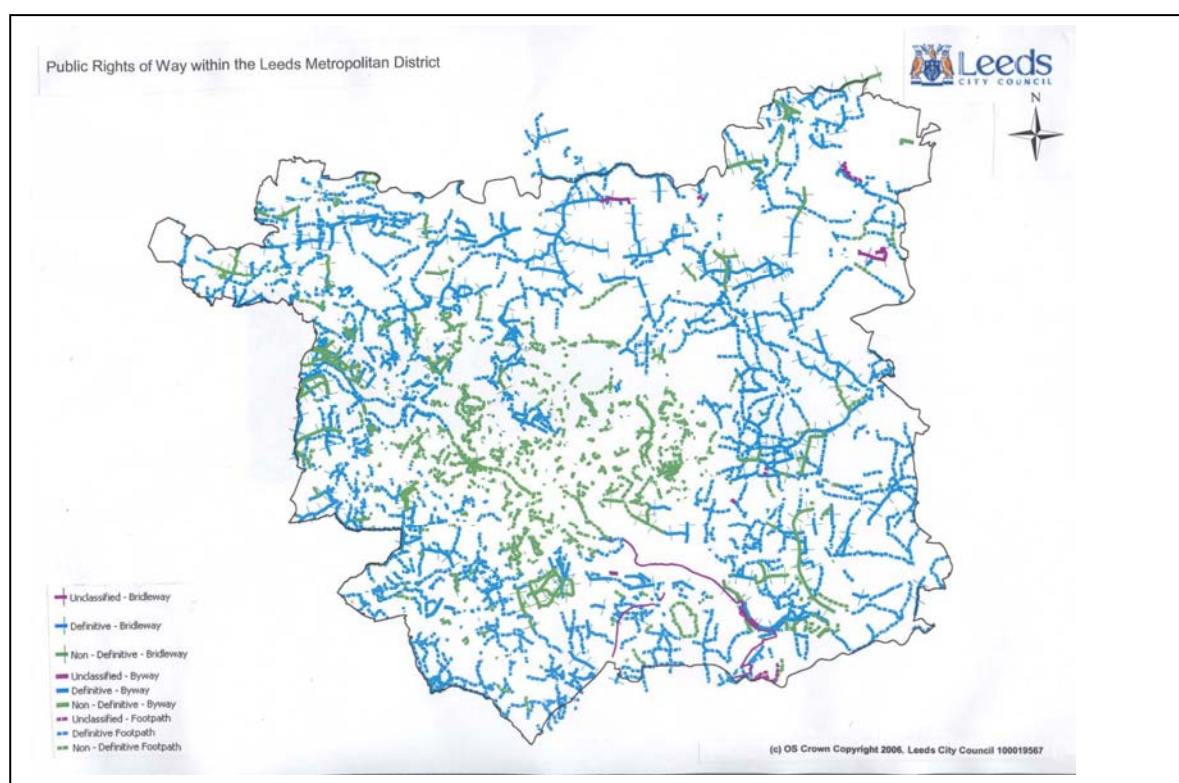 Public Rights of Way within the Leeds Metropolitan District
Leeds
CITY COUNCIL
N
Unclassified - Bridleway
Definitive - Bridleway
Non - Definitive - Bridleway
Unclassified - Byway
Definitive - Byway
Non - Definitive - Byway
Unclassified - Footpath
Definitive Footpath
Non - Definitive Footpath
(c) OS Crown Copyright 2006. Leeds City Council 100019567